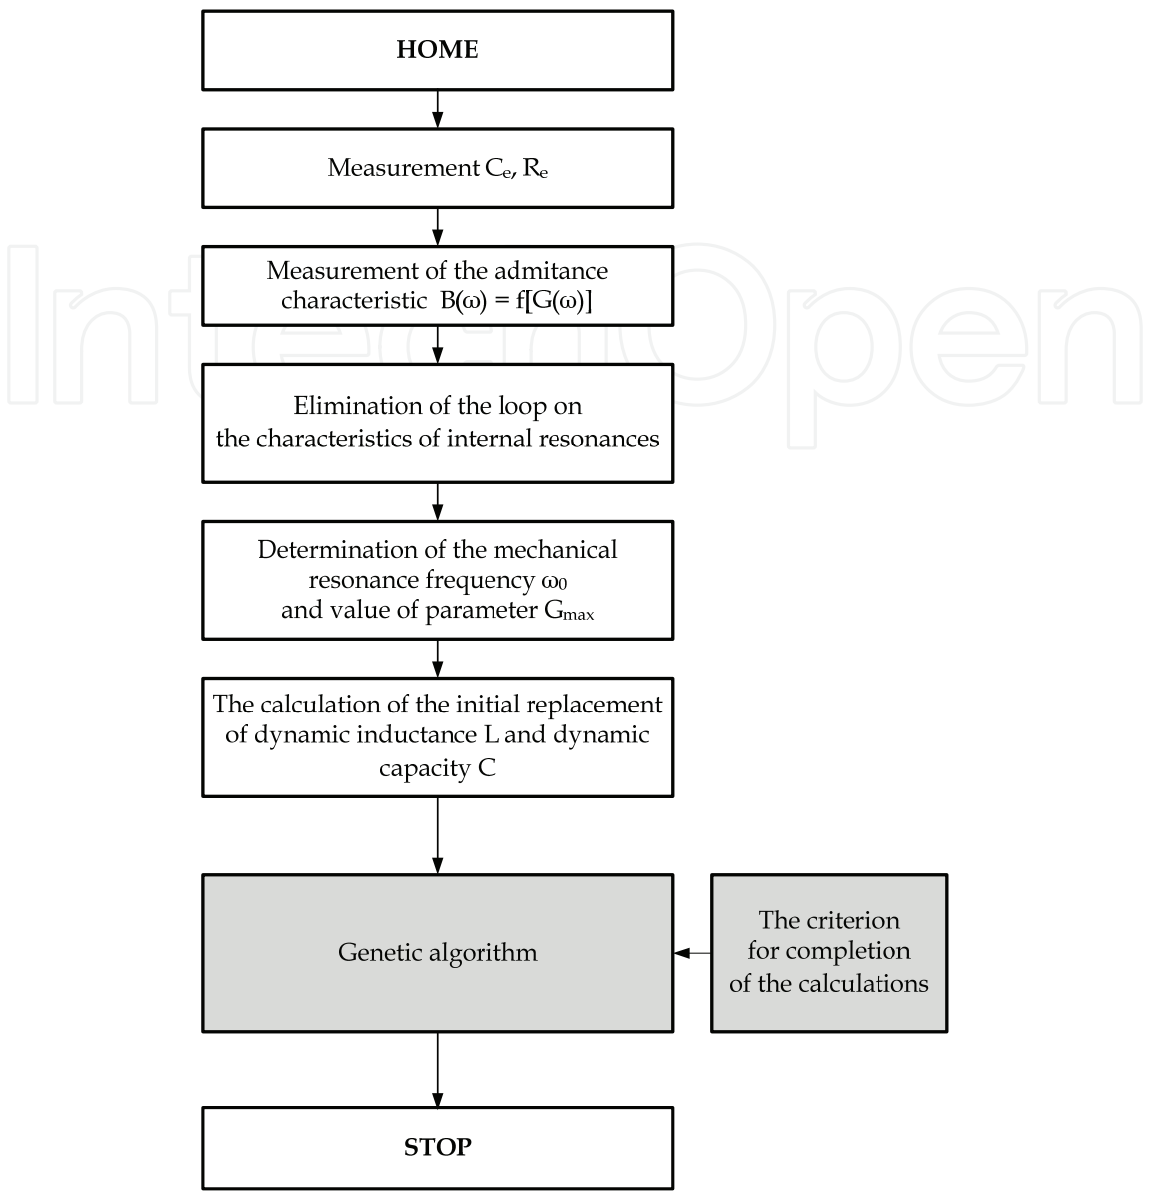 HOME
Measurement Cₑ, Rₑ
Measurement of the admitance
characteristic B(ω) = f[G(ω)]
IntechOpen
Elimination of the loop on
the characteristics of internal resonances
Determination of the mechanical
resonance frequency ω₀
and value of parameter Gₘₐₓ
The calculation of the initial replacement
of dynamic inductance L and dynamic
capacity C
Genetic algorithm
The criterion
for completion
of the calculations
STOP